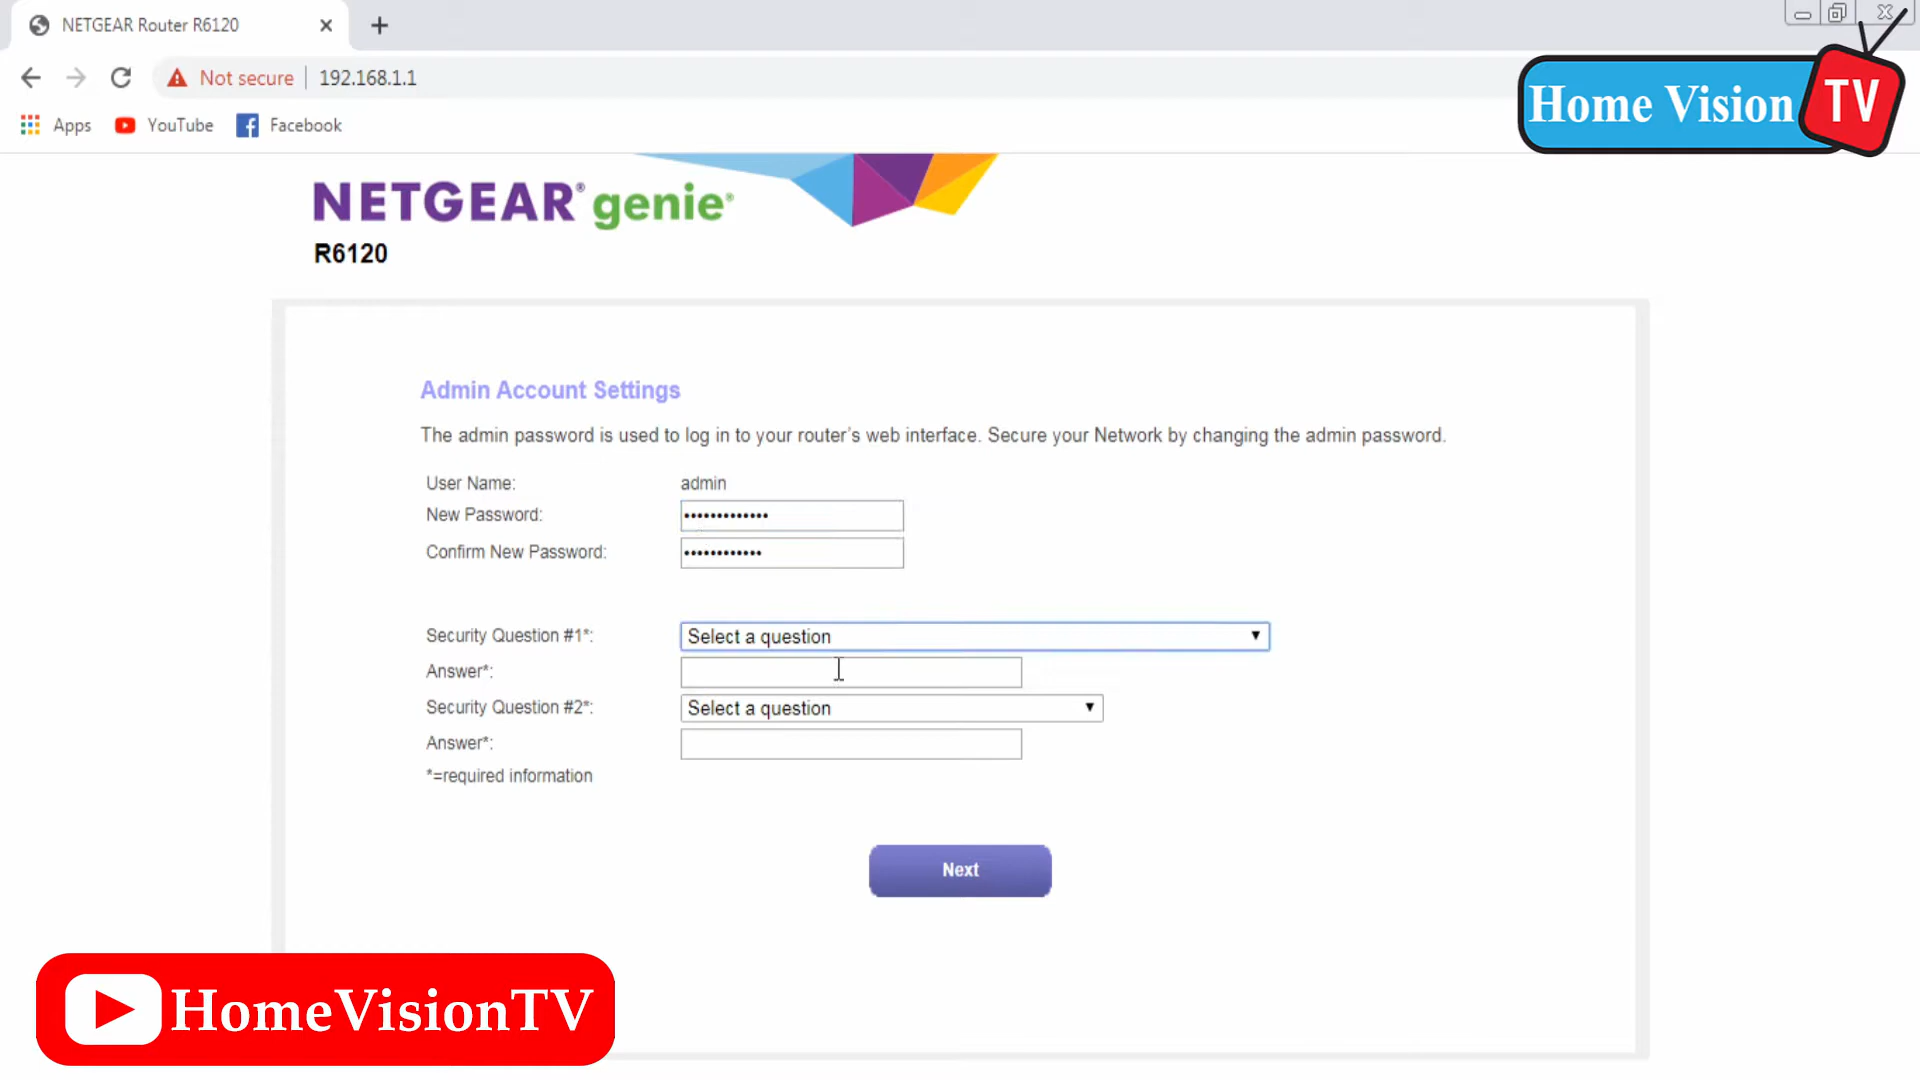 NETGEAR Router R6120
Not secure 192.168.1.1
Apps YouTube Facebook
Home Vision TV
NETGEAR® genie®
R6120
Admin Account Settings
The admin password is used to log in to your router's web interface. Secure your Network by changing the admin password.
User Name: admin
New Password: •••••••••••••
Confirm New Password: ••••••••••••
Security Question #1*: Select a question
Answer*:
Security Question #2*: Select a question
Answer*:
*=required information
Next
HomeVisionTV